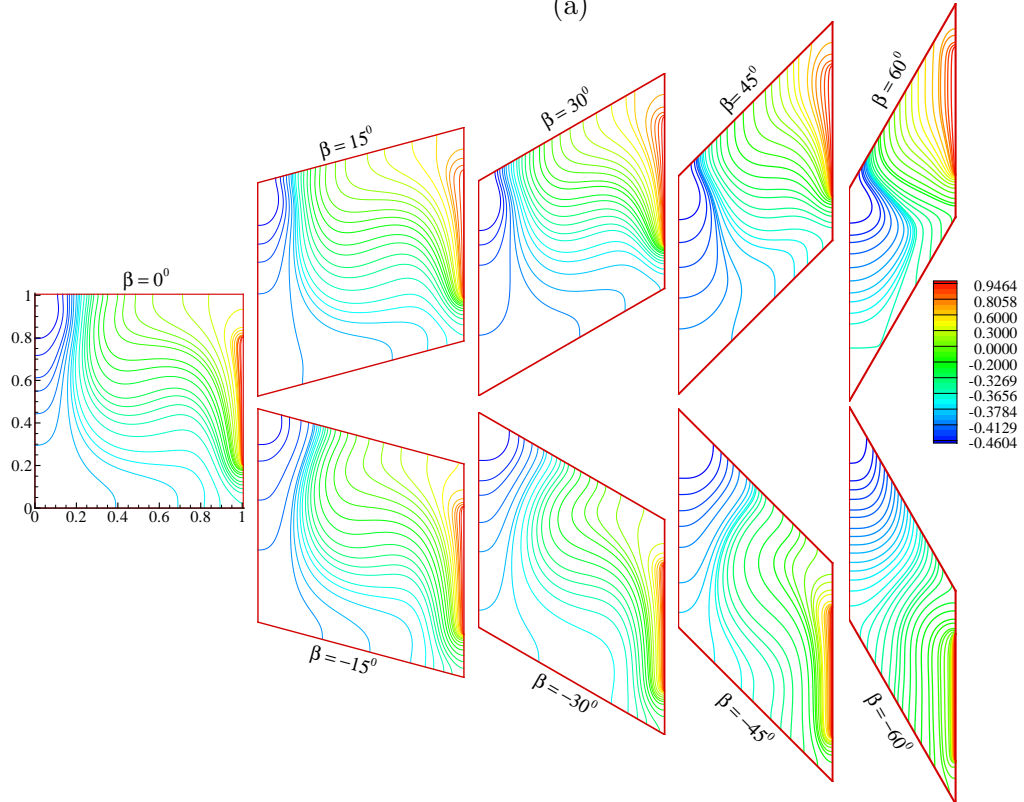 (a)
β = 60⁰
β= 45⁰
β = 30⁰
β = 15⁰
β = 0⁰
1
0.8
0.6
0.4
0.2
0
0 0.2 0.4 0.6 0.8 1
0.9464
0.8058
0.6000
0.3000
0.0000
-0.2000
-0.3269
-0.3656
-0.3784
-0.4129
-0.4604
β = −15⁰
β = −30⁰
β = −45⁰
β = −60⁰